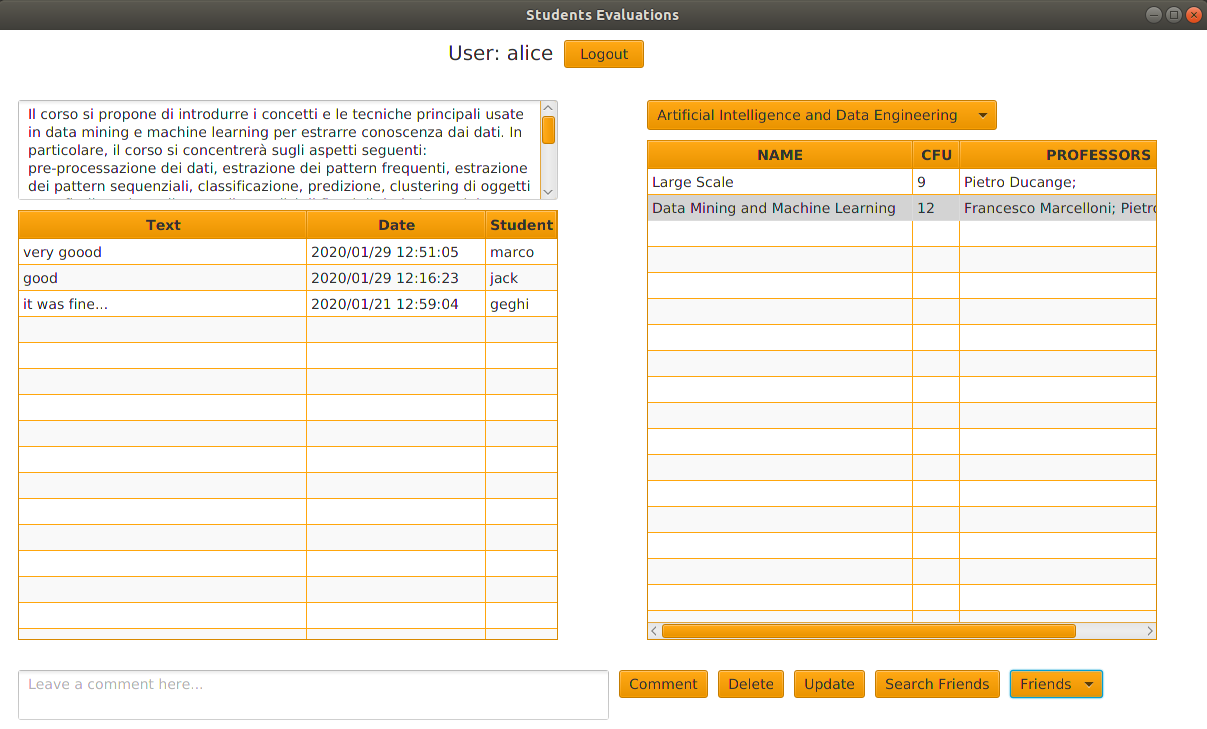 Students Evaluations
User: alice
Logout
Il corso si propone di introdurre i concetti e le tecniche principali usate
in data mining e machine learning per estrarre conoscenza dai dati. In
particolare, il corso si concentrerà sugli aspetti seguenti:
pre-processazione dei dati, estrazione dei pattern frequenti, estrazione
dei pattern sequenziali, classificazione, predizione, clustering di oggetti
Text Date Student
very goood 2020/01/29 12:51:05 marco
good 2020/01/29 12:16:23 jack
it was fine... 2020/01/21 12:59:04 geghi
Artificial Intelligence and Data Engineering
NAME CFU PROFESSORS
Large Scale 9 Pietro Ducange;
Data Mining and Machine Learning 12 Francesco Marcelloni; Pietro
Leave a comment here...
Comment
Delete
Update
Search Friends
Friends